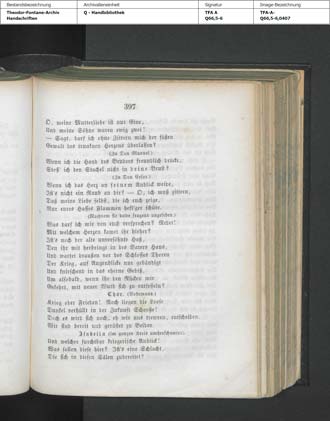 Bestandsbezeichnung
Theodor-Fontane-Archiv
Handschriften
Archivalieneinheit
Q - Handbibliothek
Signatur
TFA A
Q66,5-6
Image-Bezeichnung
TFA-A-
Q66,5-6,0407
397
O, meine Mutterliebe ist nur Eine,
Und meine Söhne waren ewig zwei!
— Sagt, darf ich ohne Zittern mich der süßen
Gewalt des trunknen Herzens überlassen?
(Zu Don Manuel.)
Wenn ich die Hand des Bruders freundlich drücke,
Stoß' ich den Stachel nicht in deine Brust?
(Zu Don Cesar.)
Wenn ich das Herz an seinem Anblick weide,
Ist's nicht ein Raub an dir? — O, ich muß zittern,
Daß meine Liebe selbst, die ich euch zeige,
Nur eures Hasses Flammen heft'ger schüre.
(Nachdem sie beide fragend angesehen.)
Was darf ich mir von euch versprechen? Redet!
Mit welchem Herzen kamet ihr hieher?
Ist's noch der alte unversöhnte Haß,
Den ihr mit herbringt in des Vaters Haus,
Und wartet draußen vor des Schlosses Thoren
Der Krieg, auf Augenblicke nur gebändigt
Und knirschend in das eherne Gebiß,
Um alsobald, wenn ihr den Rücken mir
Gekehrt, mit neuer Wuth sich zu entfesseln?
Chor. (Bohemund.)
Krieg oder Frieden! Noch liegen die Loose
Dunkel verhüllt in der Zukunft Schooße!
Doch es wird sich noch, eh wir uns trennen, entscheiden.
Wir sind bereit und gerüstet zu Beiden.
Isabella (im ganzen Kreis umherschauend).
Und welcher furchtbar kriegerische Anblick!
Was sollen diese hier? Ist's eine Schlacht,
Die sich in diesen Sälen zubereitet?